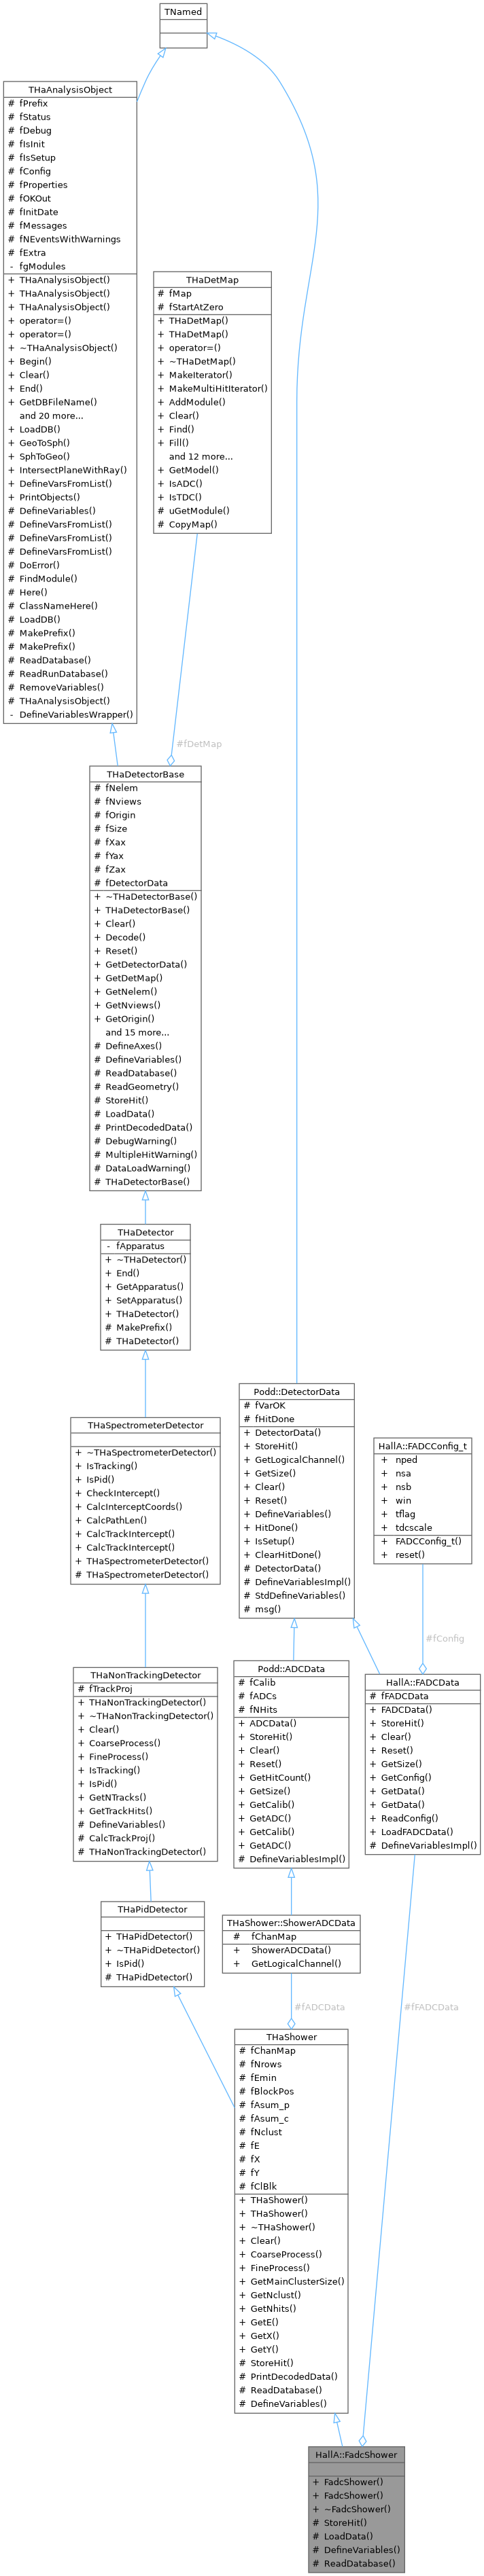 TNamed
THaAnalysisObject
# fPrefix
# fStatus
# fDebug
# fIsInit
# fIsSetup
# fConfig
# fProperties
# fOKOut
# fInitDate
# fMessages
# fNEventsWithWarnings
# fExtra
- fgModules
+ THaAnalysisObject()
+ THaAnalysisObject()
+ THaAnalysisObject()
+ operator=()
+ operator=()
+ ~THaAnalysisObject()
+ Begin()
+ Clear()
+ End()
+ GetDBFileName()
and 20 more...
+ LoadDB()
+ GeoToSph()
+ SphToGeo()
+ IntersectPlaneWithRay()
+ DefineVarsFromList()
+ PrintObjects()
# DefineVariables()
# DefineVarsFromList()
# DefineVarsFromList()
# DefineVarsFromList()
# DoError()
# FindModule()
# Here()
# ClassNameHere()
# LoadDB()
# MakePrefix()
# MakePrefix()
# ReadDatabase()
# ReadRunDatabase()
# RemoveVariables()
# THaAnalysisObject()
- DefineVariablesWrapper()
THaDetMap
# fMap
# fStartAtZero
+ THaDetMap()
+ THaDetMap()
+ operator=()
+ ~THaDetMap()
+ MakeIterator()
+ MakeMultiHitIterator()
+ AddModule()
+ Clear()
+ Find()
+ Fill()
and 12 more...
+ GetModel()
+ IsADC()
+ IsTDC()
# uGetModule()
# CopyMap()
#fDetMap
THaDetectorBase
# fNelem
# fNviews
# fOrigin
# fSize
# fXax
# fYax
# fZax
# fDetectorData
+ ~THaDetectorBase()
+ THaDetectorBase()
+ Clear()
+ Decode()
+ Reset()
+ GetDetectorData()
+ GetDetMap()
+ GetNelem()
+ GetNviews()
+ GetOrigin()
and 15 more...
# DefineAxes()
# DefineVariables()
# ReadDatabase()
# ReadGeometry()
# StoreHit()
# LoadData()
# PrintDecodedData()
# DebugWarning()
# MultipleHitWarning()
# DataLoadWarning()
# THaDetectorBase()
THaDetector
- fApparatus
+ ~THaDetector()
+ End()
+ GetApparatus()
+ SetApparatus()
+ THaDetector()
# MakePrefix()
# THaDetector()
THaSpectrometerDetector
+ ~THaSpectrometerDetector()
+ IsTracking()
+ IsPid()
+ CheckIntercept()
+ CalcInterceptCoords()
+ CalcPathLen()
+ CalcTrackIntercept()
+ CalcTrackIntercept()
+ THaSpectrometerDetector()
# THaSpectrometerDetector()
Podd::DetectorData
# fVarOK
# fHitDone
+ DetectorData()
+ StoreHit()
+ GetLogicalChannel()
+ GetSize()
+ Clear()
+ Reset()
+ DefineVariables()
+ HitDone()
+ IsSetup()
+ ClearHitDone()
# DetectorData()
# DefineVariablesImpl()
# StdDefineVariables()
# msg()
HallA::FADCConfig_t
+ nped
+ nsa
+ nsb
+ win
+ tflag
+ tdcscale
+ FADCConfig_t()
+ reset()
#fConfig
THaNonTrackingDetector
# fTrackProj
+ THaNonTrackingDetector()
+ ~THaNonTrackingDetector()
+ Clear()
+ CoarseProcess()
+ FineProcess()
+ IsTracking()
+ IsPid()
+ GetNTracks()
+ GetTrackHits()
# DefineVariables()
# CalcTrackProj()
# THaNonTrackingDetector()
Podd::ADCData
# fCalib
# fADCs
# fNHits
+ ADCData()
+ StoreHit()
+ Clear()
+ Reset()
+ GetHitCount()
+ GetSize()
+ GetCalib()
+ GetADC()
+ GetCalib()
+ GetADC()
# DefineVariablesImpl()
HallA::FADCData
# fFADCData
+ FADCData()
+ StoreHit()
+ Clear()
+ Reset()
+ GetSize()
+ GetConfig()
+ GetData()
+ GetData()
+ ReadConfig()
+ LoadFADCData()
# DefineVariablesImpl()
THaPidDetector
+ THaPidDetector()
+ ~THaPidDetector()
+ IsPid()
# THaPidDetector()
THaShower::ShowerADCData
# fChanMap
+ ShowerADCData()
+ GetLogicalChannel()
#fADCData
#fFADCData
THaShower
# fChanMap
# fNrows
# fEmin
# fBlockPos
# fAsum_p
# fAsum_c
# fNclust
# fE
# fX
# fY
# fClBlk
+ THaShower()
+ THaShower()
+ ~THaShower()
+ Clear()
+ CoarseProcess()
+ FineProcess()
+ GetMainClusterSize()
+ GetNclust()
+ GetNhits()
+ GetE()
+ GetX()
+ GetY()
# StoreHit()
# PrintDecodedData()
# ReadDatabase()
# DefineVariables()
HallA::FadcShower
+ FadcShower()
+ FadcShower()
+ ~FadcShower()
# StoreHit()
# LoadData()
# DefineVariables()
# ReadDatabase()